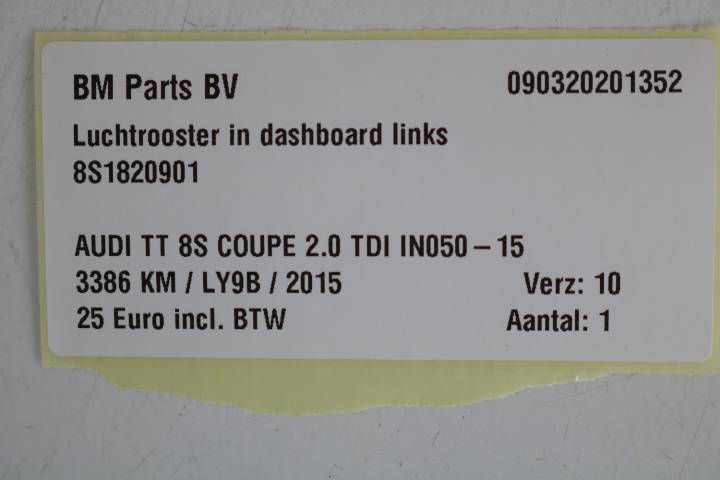 BM Parts BV 090320201352
Luchtrooster in dashboard links
8S1820901
AUDI TT 8S COUPE 2.0 TDI IN050 – 15
3386 KM / LY9B / 2015 Verz: 10
25 Euro incl. BTW Aantal: 1